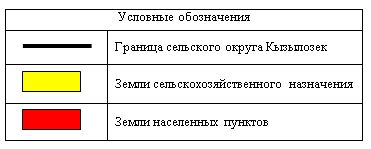 Условные обозначения
Граница сельского округа Кызылозек
Земли сельскохозяйственного назначения
Земли населенных пунктов